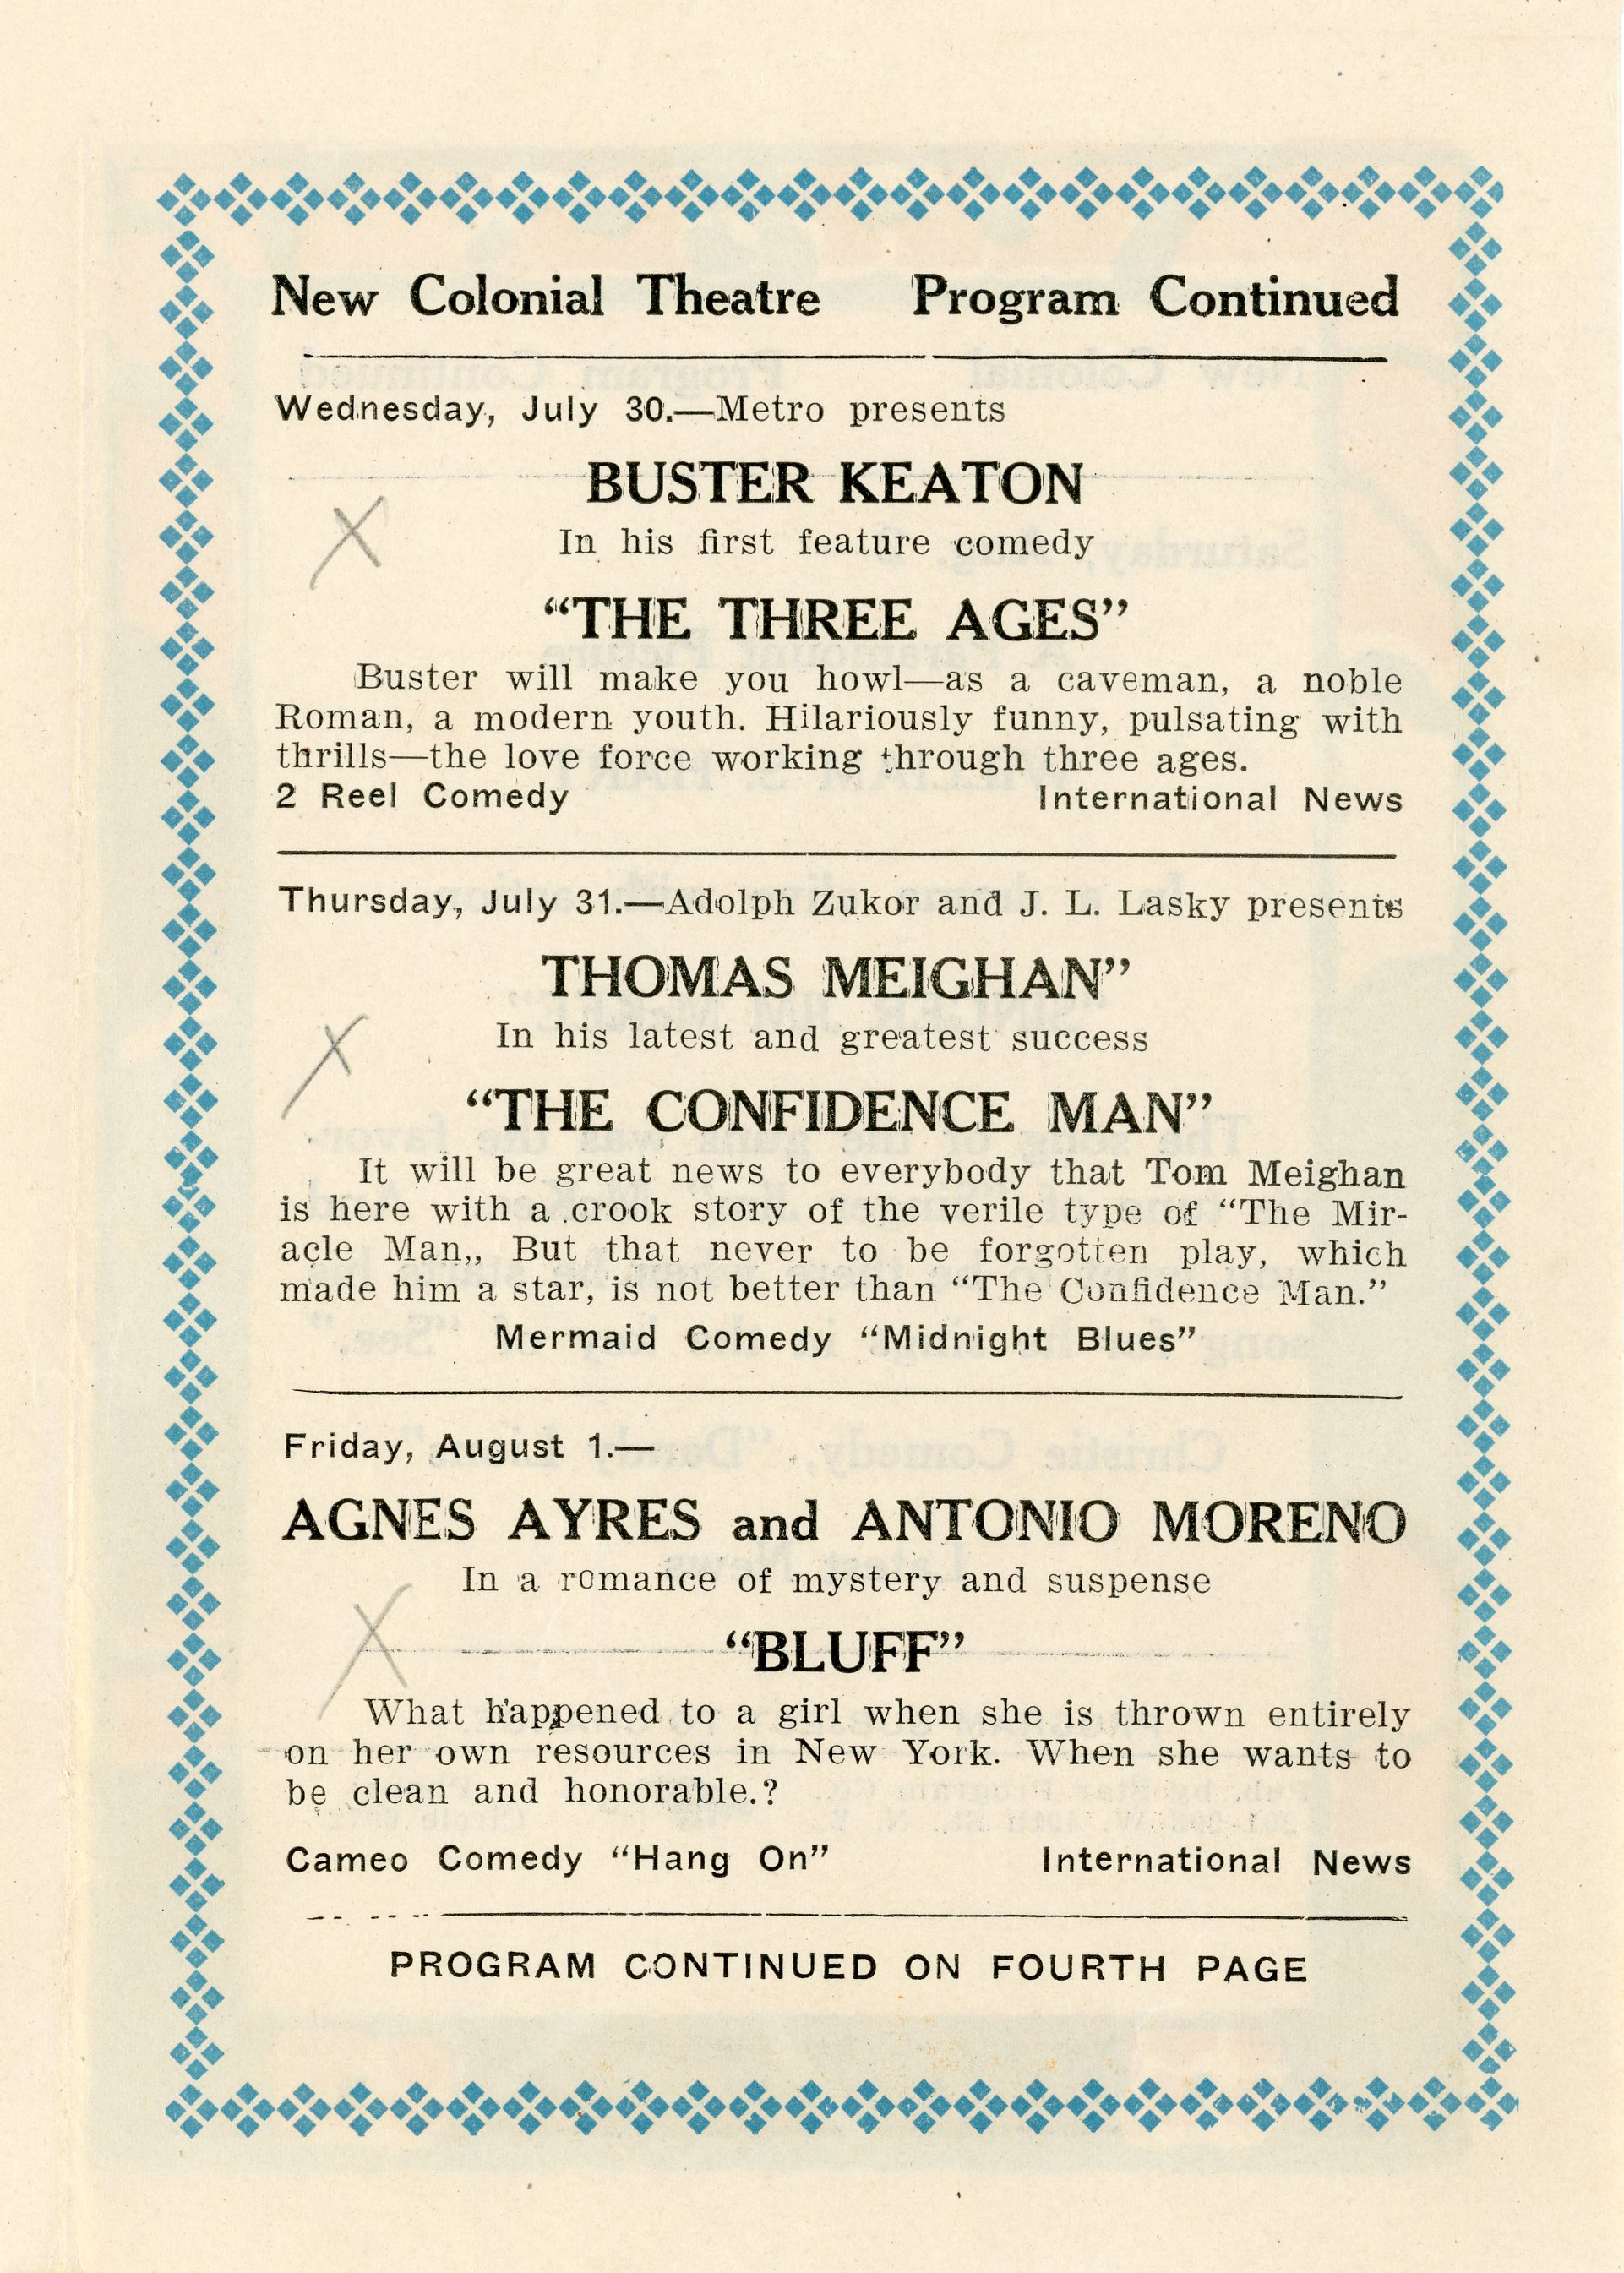 New Colonial Theatre Program Continued
Wednesday, July 30.—Metro presents
BUSTER KEATON
In his first feature comedy
“THE THREE AGES”
Buster will make you howl—as a caveman, a noble
Roman, a modern youth. Hilariously funny, pulsating with
thrills—the love force working through three ages.
2 Reel Comedy International News
Thursday, July 31.—Adolph Zukor and J. L. Lasky presents
THOMAS MEIGHAN”
In his latest and greatest success
“THE CONFIDENCE MAN”
It will be great news to everybody that Tom Meighan
is here with a crook story of the verile type of “The Mir-
acle Man,, But that never to be forgotten play, which
made him a star, is not better than “The Confidence Man.”
Mermaid Comedy “Midnight Blues”
Friday, August 1.—
AGNES AYRES and ANTONIO MORENO
In a romance of mystery and suspense
“BLUFF”
What happened to a girl when she is thrown entirely
on her own resources in New York. When she wants to
be clean and honorable.?
Cameo Comedy “Hang On” International News
PROGRAM CONTINUED ON FOURTH PAGE